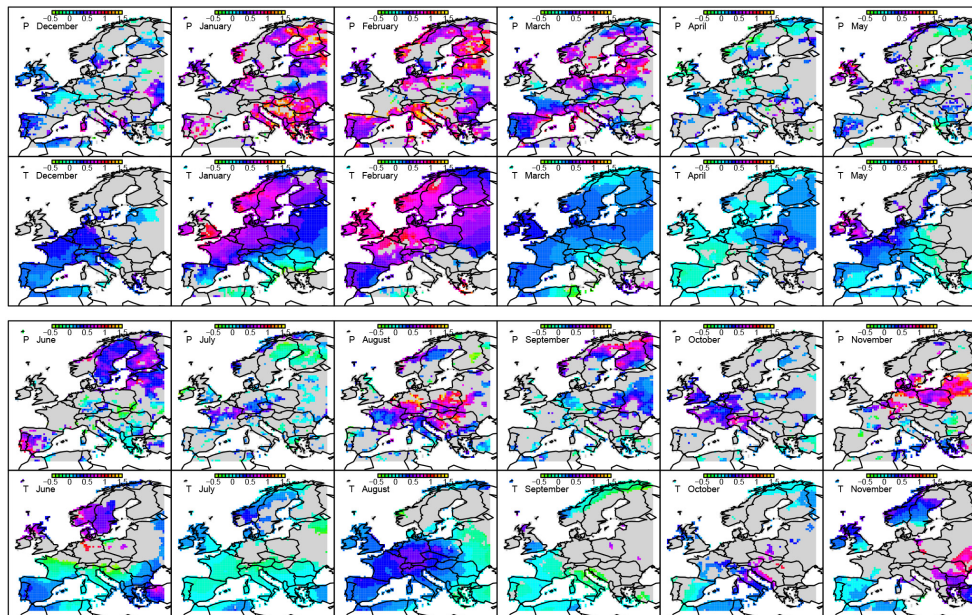 P December
P January
P February
P March
P April
P May
-0.5 0 0.5 1 1.5
-0.5 0 0.5 1 1.5
-0.5 0 0.5 1 1.5
-0.5 0 0.5 1 1.5
-0.5 0 0.5 1 1.5
-0.5 0 0.5 1 1.5
T December
T January
T February
T March
T April
T May
-0.5 0 0.5 1 1.5
-0.5 0 0.5 1 1.5
-0.5 0 0.5 1 1.5
-0.5 0 0.5 1 1.5
-0.5 0 0.5 1 1.5
-0.5 0 0.5 1 1.5
P June
P July
P August
P September
P October
P November
-0.5 0 0.5 1 1.5
-0.5 0 0.5 1 1.5
-0.5 0 0.5 1 1.5
-0.5 0 0.5 1 1.5
-0.5 0 0.5 1 1.5
-0.5 0 0.5 1 1.5
T June
T July
T August
T September
T October
T November
-0.5 0 0.5 1 1.5
-0.5 0 0.5 1 1.5
-0.5 0 0.5 1 1.5
-0.5 0 0.5 1 1.5
-0.5 0 0.5 1 1.5
-0.5 0 0.5 1 1.5